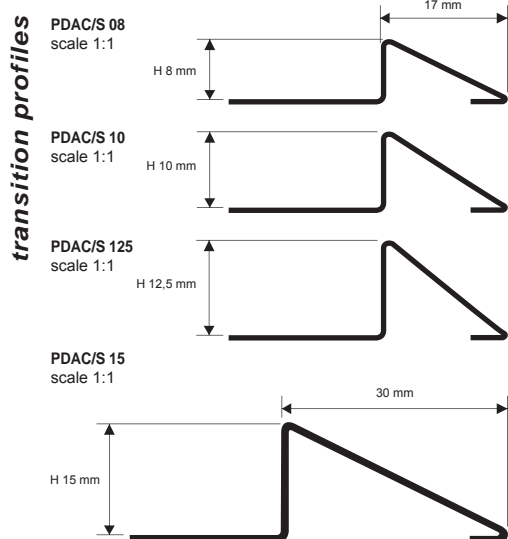 transition profiles
PDAC/S 08
scale 1:1
17 mm
H 8 mm
PDAC/S 10
scale 1:1
H 10 mm
PDAC/S 125
scale 1:1
H 12,5 mm
PDAC/S 15
scale 1:1
30 mm
H 15 mm